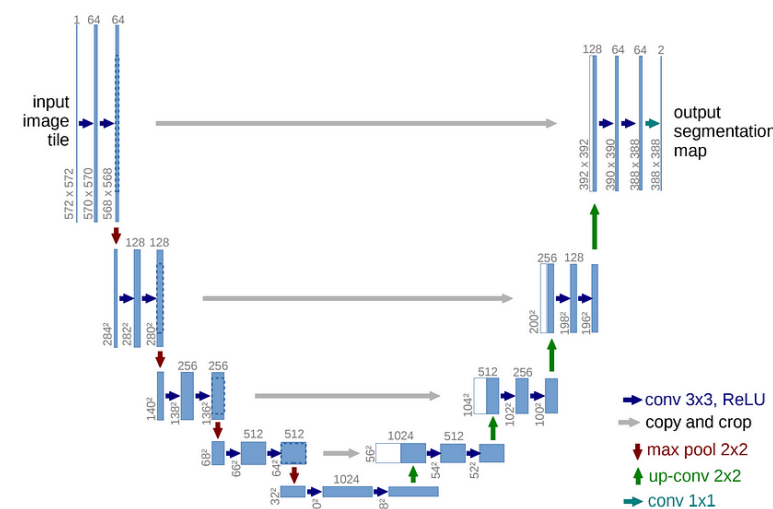 1 64 64
input
image
tile
572 x 572
570 x 570
568 x 568
128 64 64 2
output
segmentation
map
392 x 392
390 x 390
388 x 388
388 x 388
128 128
284²
282²
280²
256 128
200²
198²
196²
256 256
140²
138²
136²
512 256
104²
102²
100²
512 512
68²
66²
64²
1024 512
56²
54²
52²
1024
32²
0²
8²
conv 3x3, ReLU
copy and crop
max pool 2x2
up-conv 2x2
conv 1x1